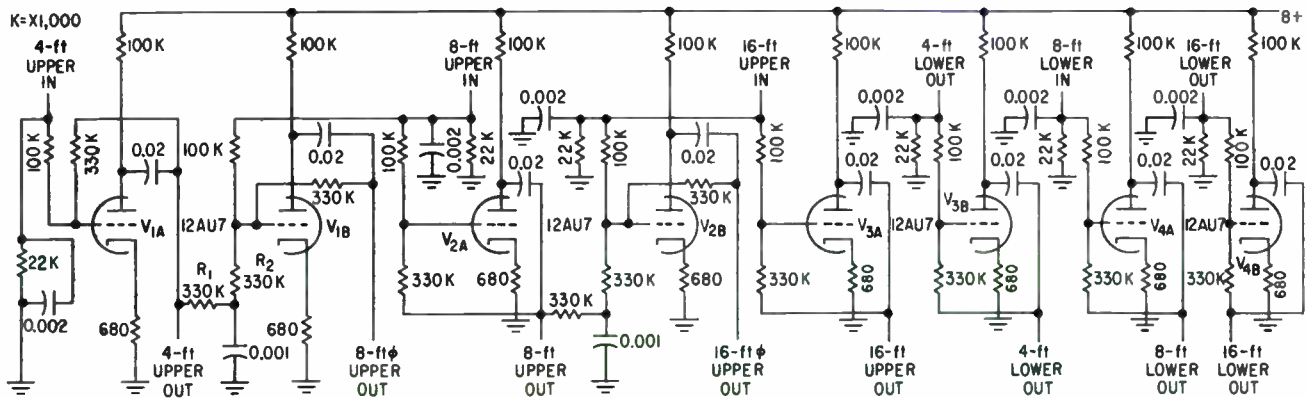 K=X1,000
8+
4-ft
UPPER
IN
100K
100K
8-ft
UPPER
IN
100K
100K
16-ft
UPPER
IN
100K
4-ft
LOWER
OUT
100K
8-ft
LOWER
IN
100K
16-ft
LOWER
OUT
100K
100K
330K
0.02
100K
0.02
330K
100K
0.002
22K
0.02
0.002
22K
100K
0.02
330K
100K
0.02
0.002
22K
100K
0.02
0.002
22K
100K
0.02
0.002
22K
100K
0.02
V1A
12AU7
V1B
V2A
12AU7
V2B
V3A
12AU7
V3B
V4A
12AU7
V4B
22K
0.002
680
R1
330K
R2
330K
0.001
680
330K
680
330K
330K
0.001
680
330K
680
330K
680
330K
680
330K
680
4-ft
UPPER
OUT
8-ftϕ
UPPER
OUT
8-ft
UPPER
OUT
16-ftϕ
UPPER
OUT
16-ft
UPPER
OUT
4-ft
LOWER
OUT
8-ft
LOWER
OUT
16-ft
LOWER
OUT